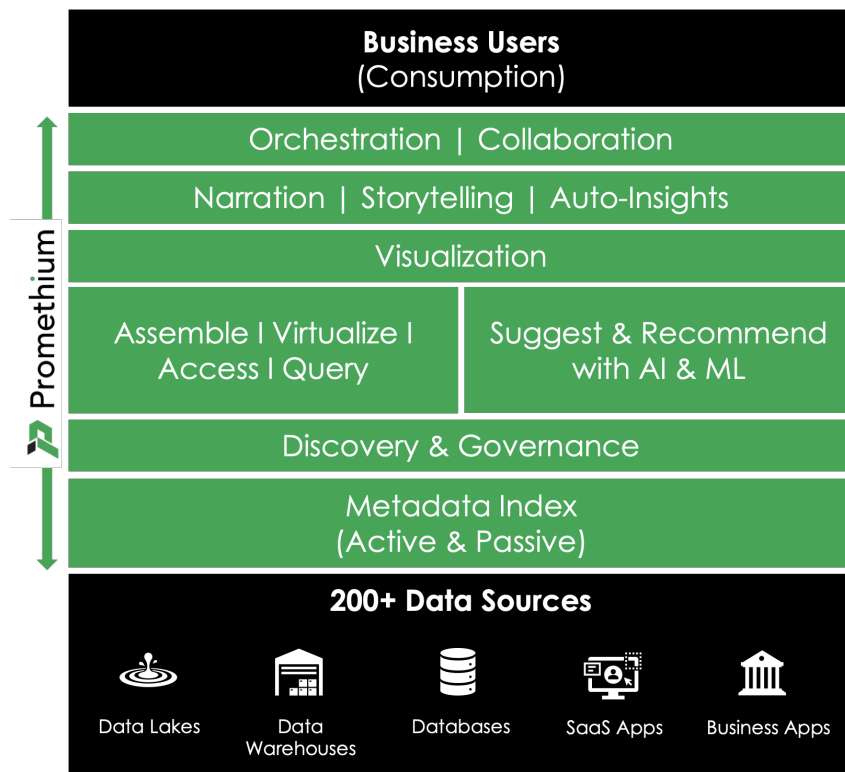 Business Users
(Consumption)
Orchestration | Collaboration
Narration | Storytelling | Auto-Insights
Visualization
Assemble I Virtualize I
Access I Query
Suggest & Recommend
with AI & ML
Discovery & Governance
Metadata Index
(Active & Passive)
Promethium
200+ Data Sources
Data Lakes
Data
Warehouses
Databases
SaaS Apps
Business Apps